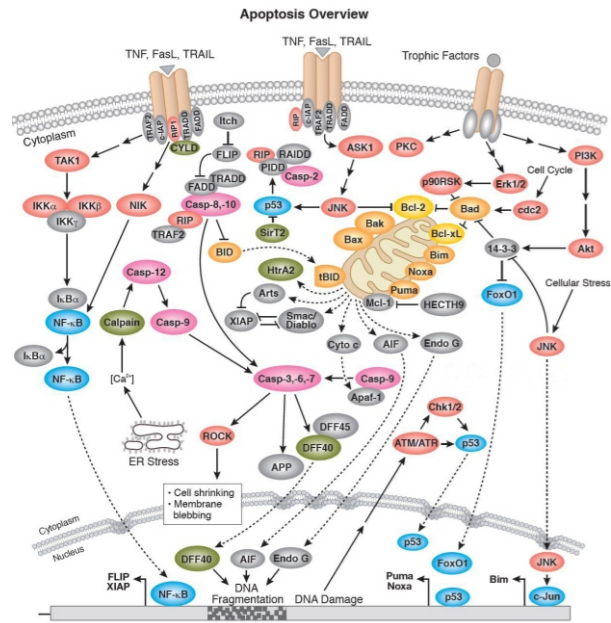 Apoptosis Overview
TNF, FasL, TRAIL
TNF, FasL, TRAIL
Trophic Factors
Cytoplasm
TRAF2
c-IAP
RIP1
TRADD
FADD
CYLD
RIP
c-IAP
TRAF2
TRADD
FADD
Itch
FLIP
TRADD
FADD
Casp-8,-10
RIP
TRAF2
RIP
RAIDD
PIDD
Casp-2
p53
SirT2
ASK1
JNK
PKC
PI3K
Cell Cycle
p90RSK
Erk1/2
cdc2
Akt
TAK1
IKKα
IKKβ
IKKγ
NIK
Bcl-2
Bad
Bcl-xL
Bak
Bax
Bim
Noxa
Puma
tBID
BID
14-3-3
FoxO1
Cellular Stress
JNK
HtrA2
Arts
XIAP
Smac/
Diablo
Mcl-1
HECTH9
Cyto c
AIF
Endo G
IκBα
NF-κB
IκBα
NF-κB
Casp-12
Calpain
Casp-9
[Ca²⁺]
ER Stress
Casp-3,-6,-7
Casp-9
Apaf-1
ROCK
APP
DFF45
DFF40
Chk1/2
ATM/ATR
p53
• Cell shrinking
• Membrane
blebbing
Cytoplasm
Nucleus
p53
FoxO1
JNK
DFF40
AIF
Endo G
FLIP
XIAP
NF-κB
DNA
Fragmentation
DNA Damage
Puma
Noxa
p53
Bim
c-Jun